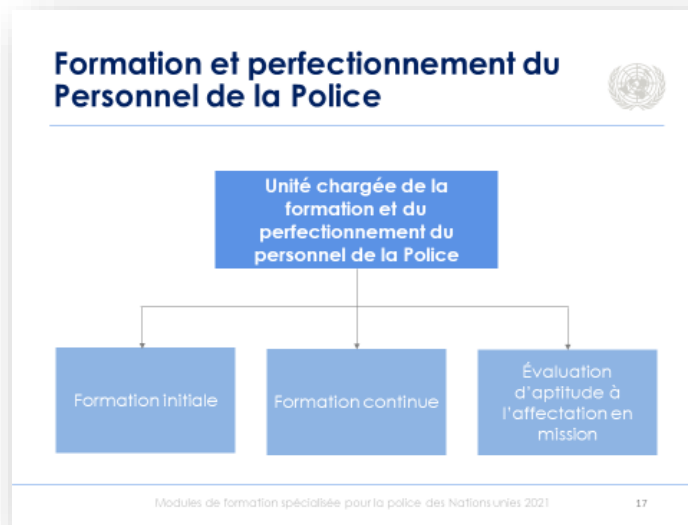 Formation et perfectionnement du
Personnel de la Police
Unité chargée de la
formation et du
perfectionnement du
personnel de la Police
Formation initiale
Formation continue
Évaluation
d'aptitude à
l'affectation en
mission
Modules de formation spécialisée pour la police des Nations unies 2021
17